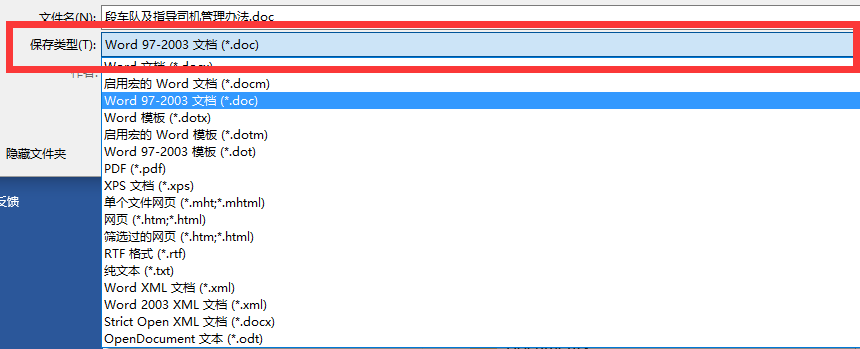 文件名(N): 段车队及指导司机管理办法.doc
保存类型(T): Word 97-2003 文档 (*.doc)
Word 文档 (*.docx)
作者:
启用宏的 Word 文档 (*.docm)
Word 97-2003 文档 (*.doc)
Word 模板 (*.dotx)
启用宏的 Word 模板 (*.dotm)
Word 97-2003 模板 (*.dot)
隐藏文件夹
PDF (*.pdf)
XPS 文档 (*.xps)
反馈
单个文件网页 (*.mht;*.mhtml)
网页 (*.htm;*.html)
筛选过的网页 (*.htm;*.html)
RTF 格式 (*.rtf)
纯文本 (*.txt)
Word XML 文档 (*.xml)
Word 2003 XML 文档 (*.xml)
Strict Open XML 文档 (*.docx)
OpenDocument 文本 (*.odt)